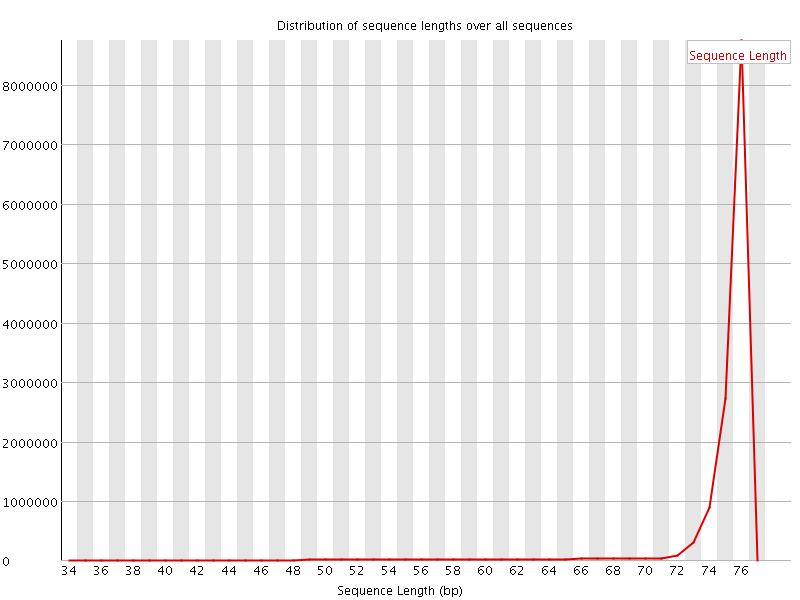 Distribution of sequence lengths over all sequences
Sequence Length
8000000
7000000
6000000
5000000
4000000
3000000
2000000
1000000
0
34 36 38 40 42 44 46 48 50 52 54 56 58 60 62 64 66 68 70 72 74 76
Sequence Length (bp)